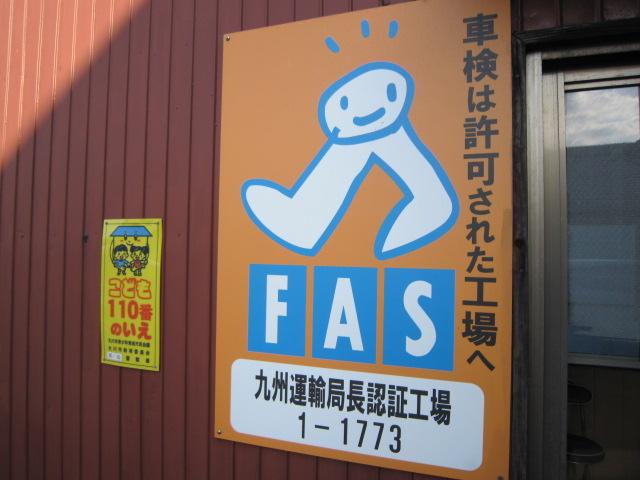 車検は許可された工場へ
FAS
九州運輸局長認証工場
1-1773
こども
110番
のいえ